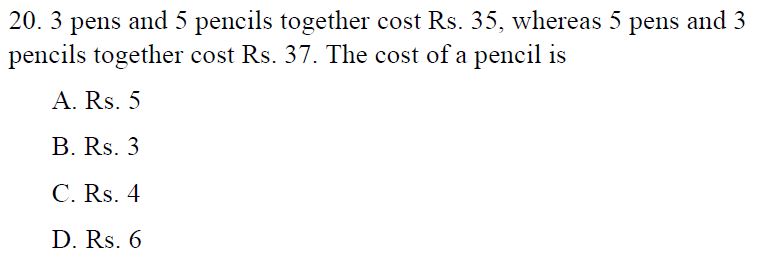 20. 3 pens and 5 pencils together cost Rs. 35, whereas 5 pens and 3
pencils together cost Rs. 37. The cost of a pencil is
A. Rs. 5
B. Rs. 3
C. Rs. 4
D. Rs. 6